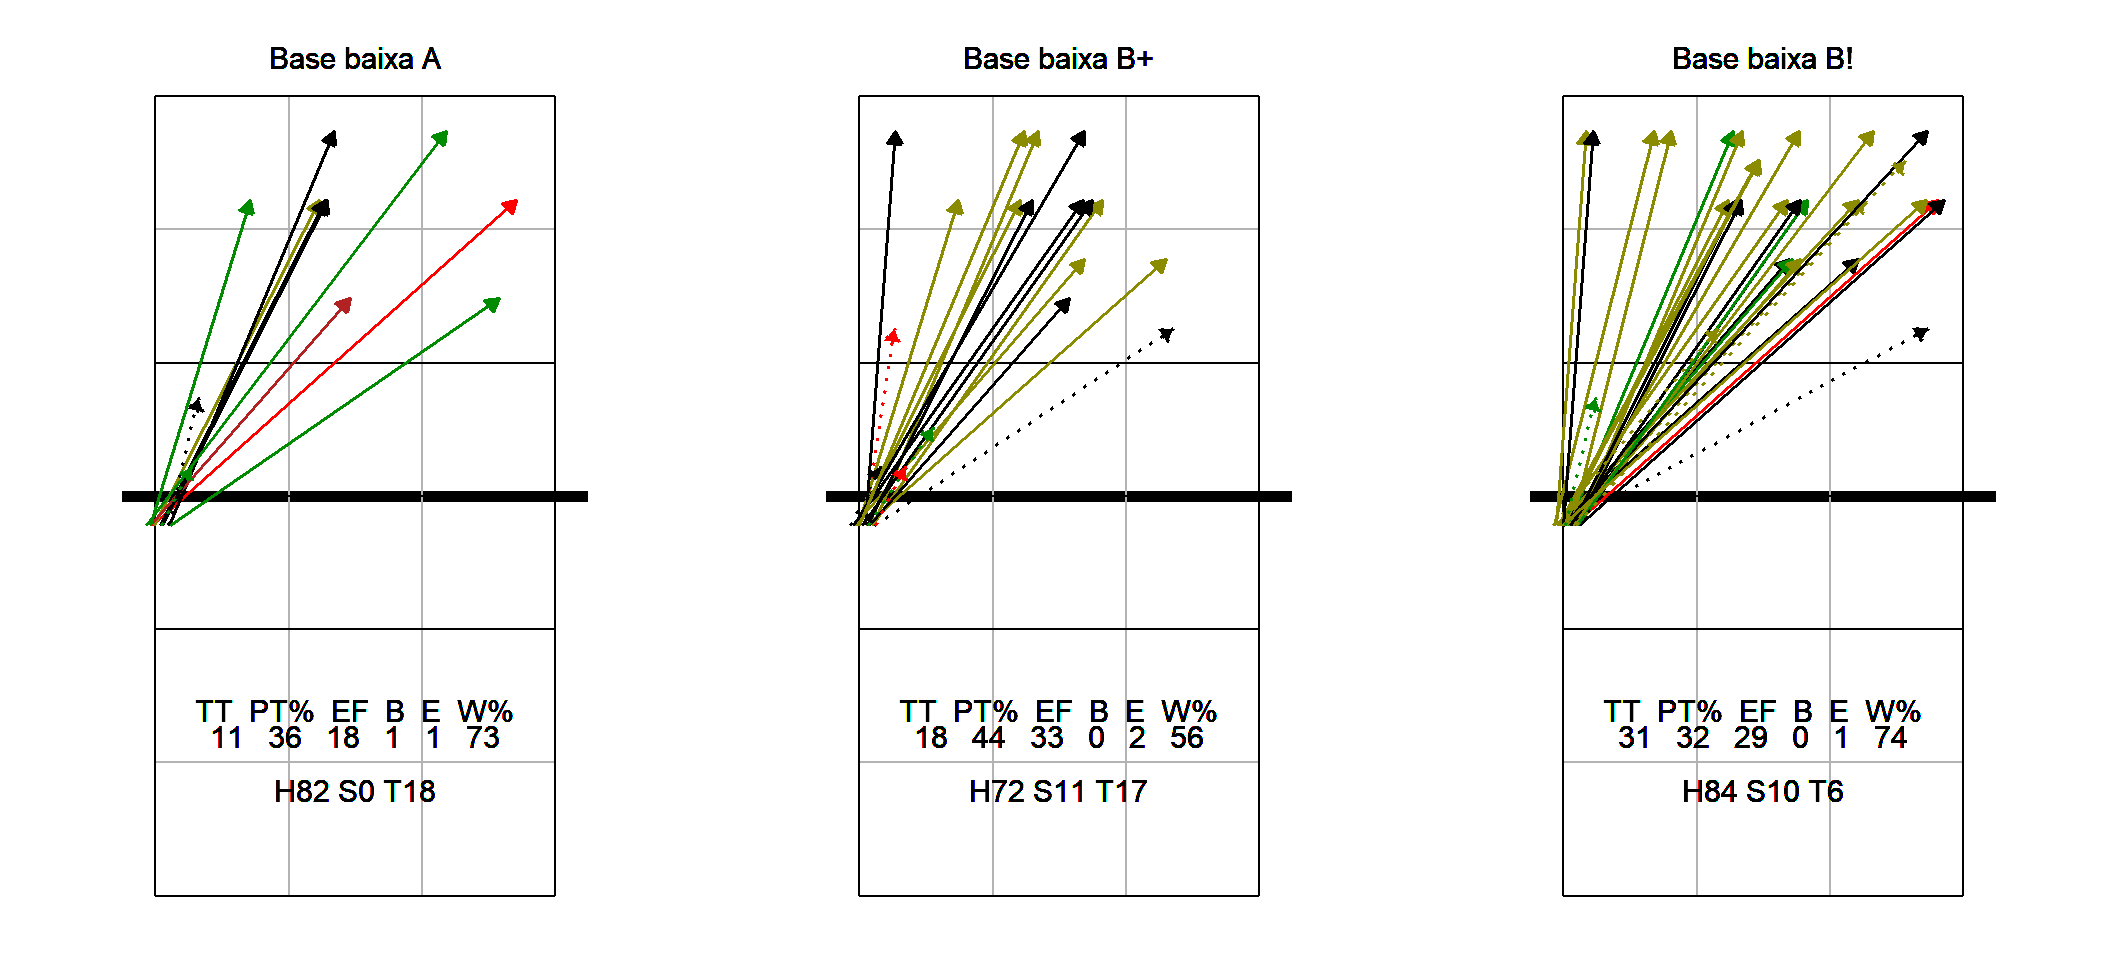 Base baixa A
TT PT% EF B E W%
11 36 18 1 1 73
H82 S0 T18
Base baixa B+
TT PT% EF B E W%
18 44 33 0 2 56
H72 S11 T17
Base baixa B!
TT PT% EF B E W%
31 32 29 0 1 74
H84 S10 T6